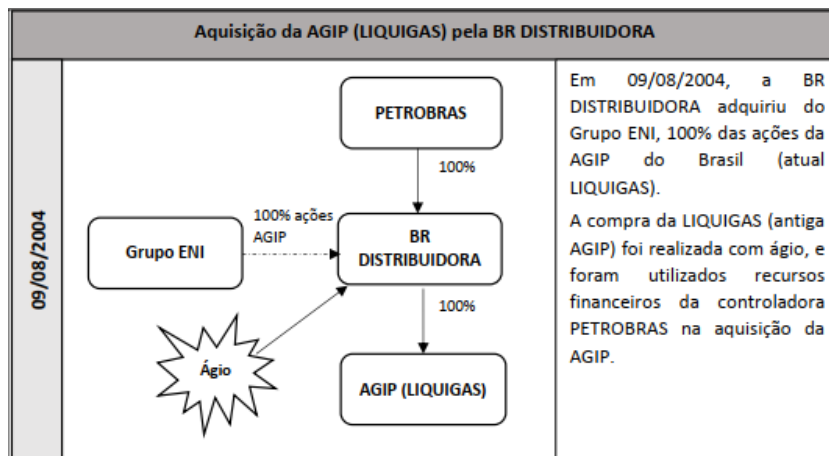 Aquisição da AGIP (LIQUIGAS) pela BR DISTRIBUIDORA
09/08/2004
PETROBRAS
100%
100% ações
AGIP
Grupo ENI
BR
DISTRIBUIDORA
100%
Ágio
AGIP (LIQUIGAS)
Em 09/08/2004, a BR
DISTRIBUIDORA adquiriu do
Grupo ENI, 100% das ações da
AGIP do Brasil (atual
LIQUIGAS).
A compra da LIQUIGAS (antiga
AGIP) foi realizada com ágio, e
foram utilizados recursos
financeiros da controladora
PETROBRAS na aquisição da
AGIP.